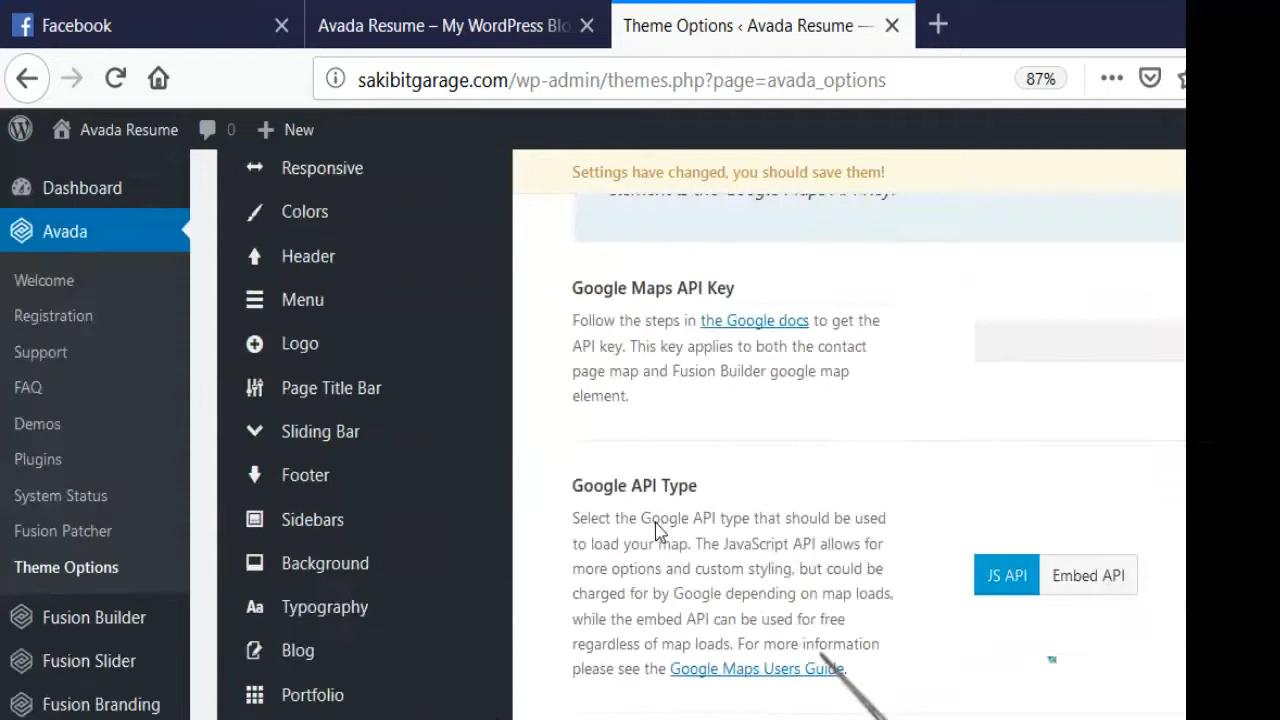 Facebook
Avada Resume – My WordPress Blo
Theme Options ‹ Avada Resume —
sakibitgarage.com/wp-admin/themes.php?page=avada_options
87%
Avada Resume
0
New
Dashboard
Avada
Welcome
Registration
Support
FAQ
Demos
Plugins
System Status
Fusion Patcher
Theme Options
Fusion Builder
Fusion Slider
Fusion Branding
Responsive
Colors
Header
Menu
Logo
Page Title Bar
Sliding Bar
Footer
Sidebars
Background
Aa Typography
Blog
Portfolio
Settings have changed, you should save them!
element is the Google Maps API Key.
Google Maps API Key
Follow the steps in the Google docs to get the
API key. This key applies to both the contact
page map and Fusion Builder google map
element.
Google API Type
Select the Google API type that should be used
to load your map. The JavaScript API allows for
more options and custom styling, but could be
charged for by Google depending on map loads,
while the embed API can be used for free
regardless of map loads. For more information
please see the Google Maps Users Guide.
JS API
Embed API